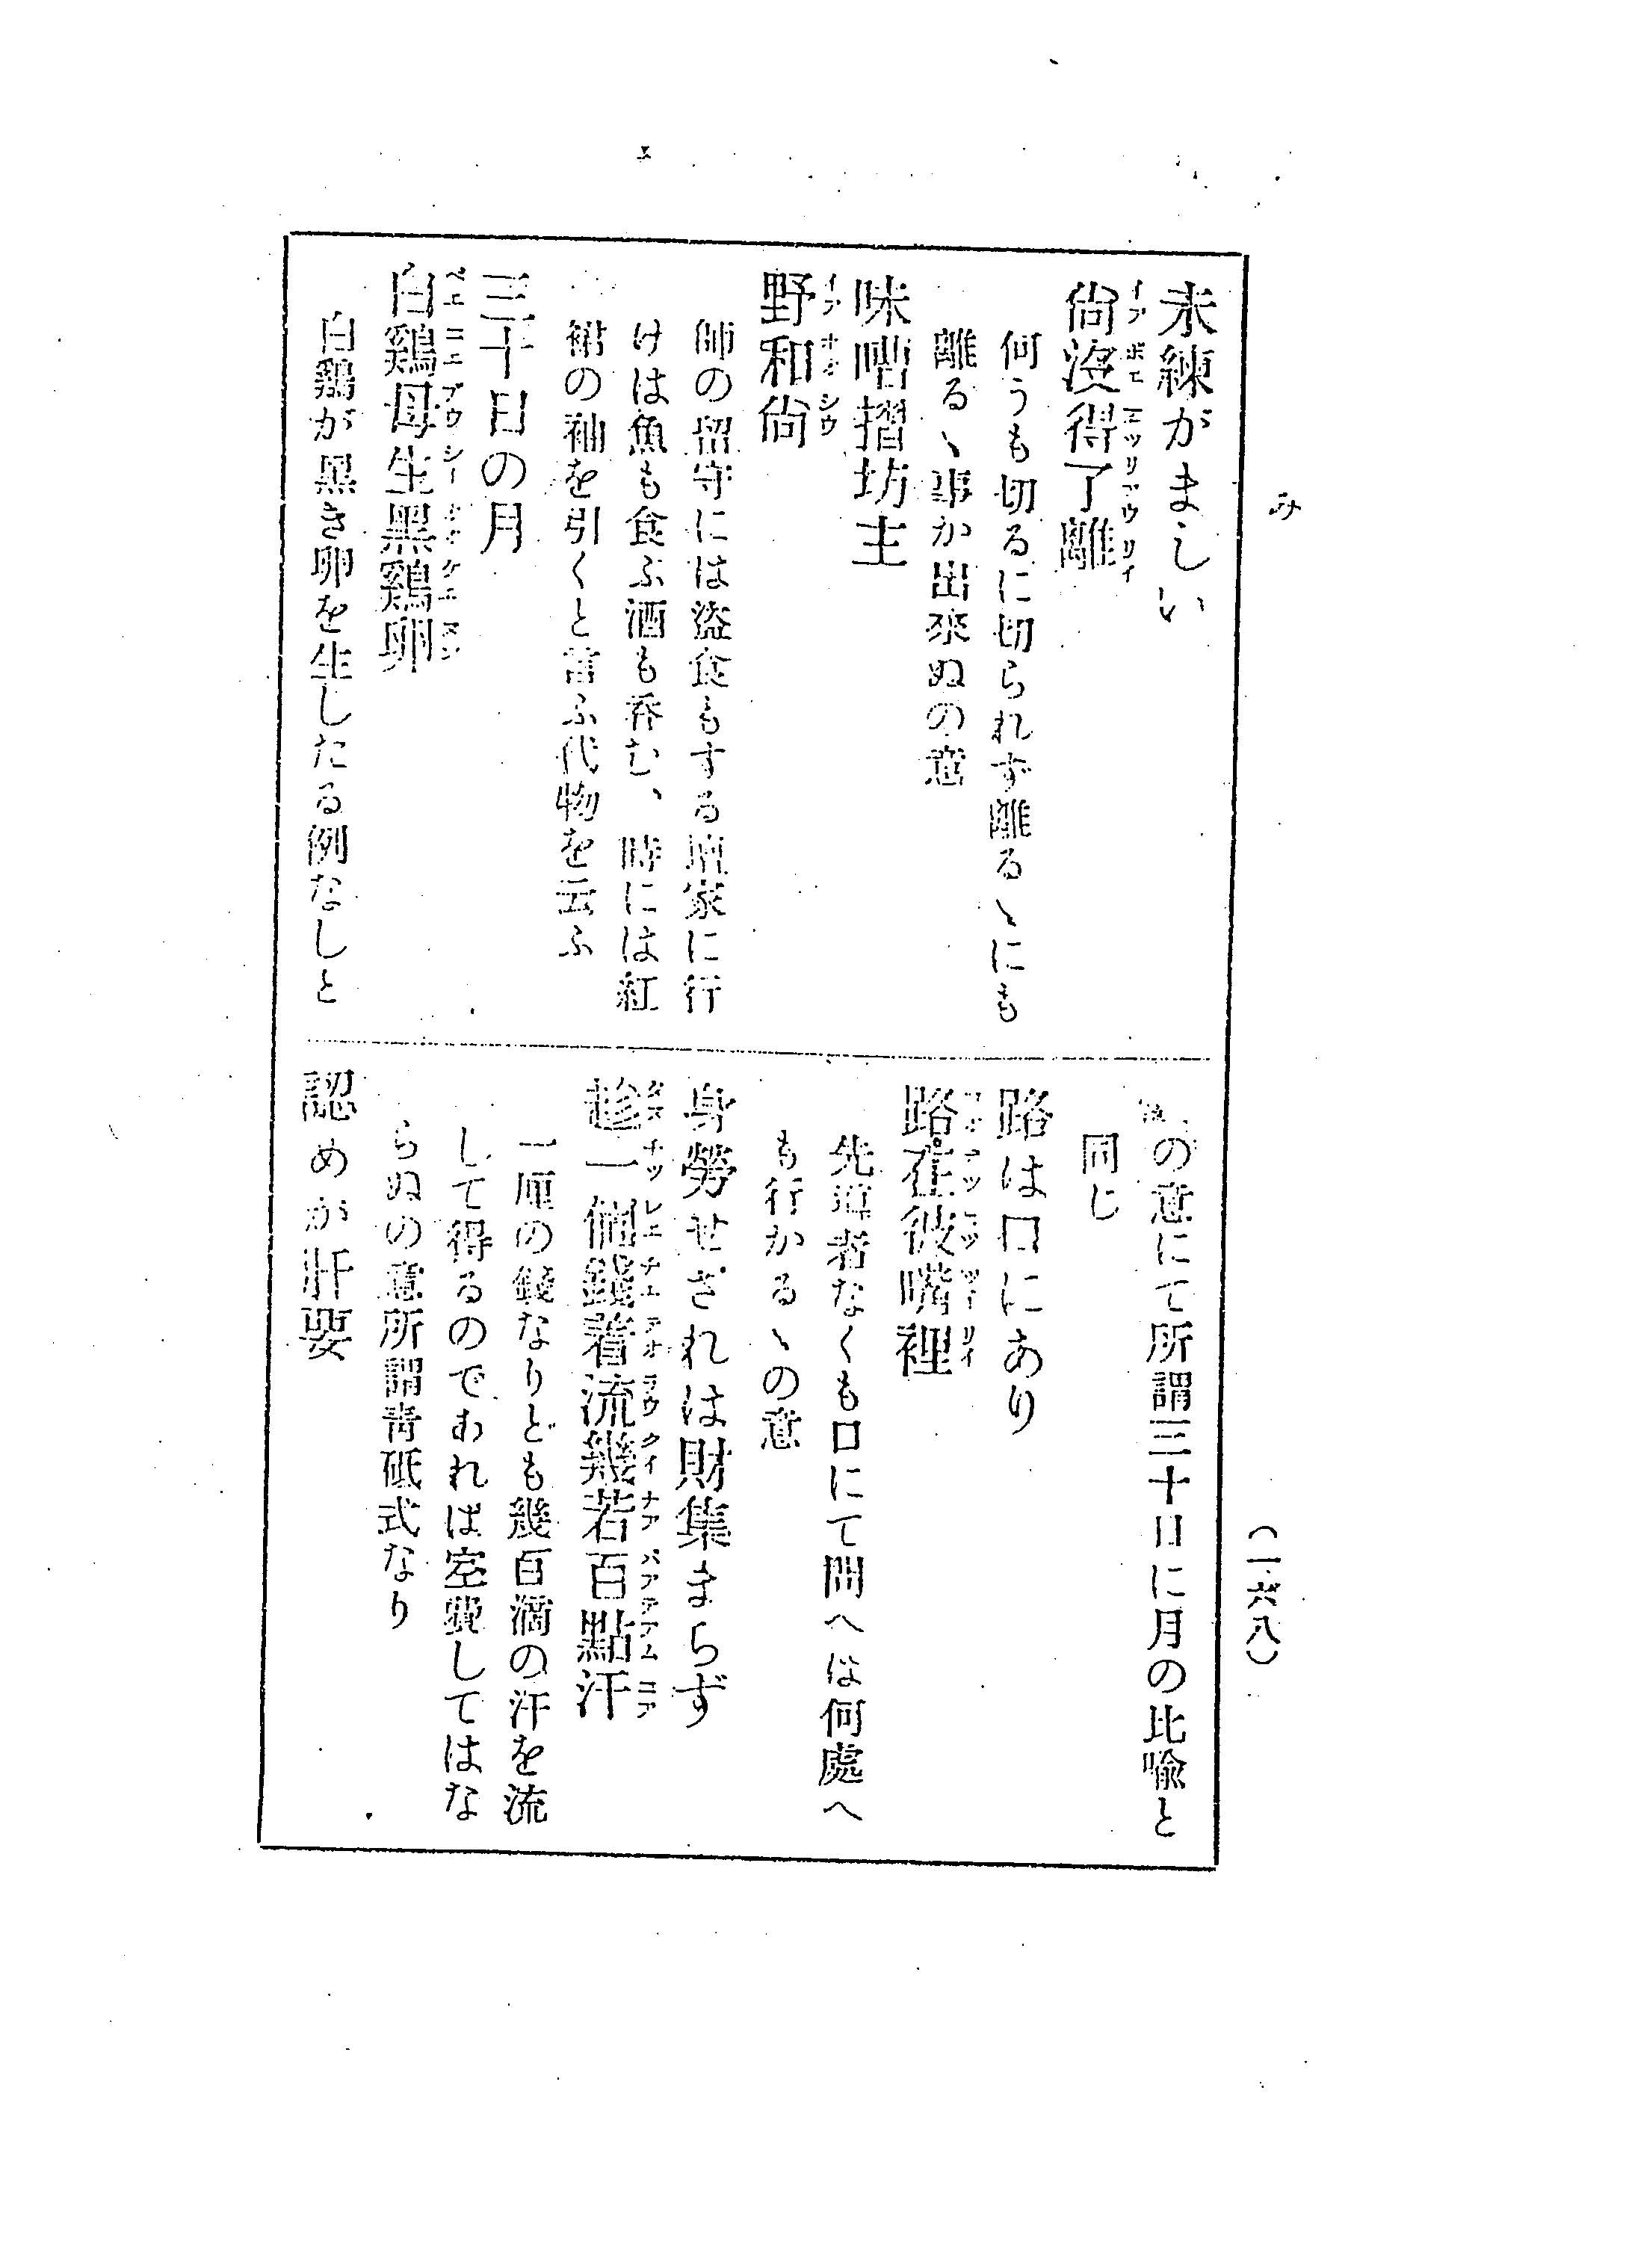 み
(一六八)
未練がましい
尙沒得了離
何うも切るに切られず離るゝにも
離るゝ事か出來ぬの意
味噌摺坊主
野和尙
師の留守には盜食もする壇家に行
けは魚も食ふ酒も呑む、時には紅
裙の袖を引くと言ふ代物を云ふ
三十日の月
白鷄母生黑鷄卵
白鷄が黑き卵を生したる例なしと
の意にて所謂三十日に月の比喩と
同じ
路は口にあり
路在彼嘴裡
先導者なくも口にて問へは何處へ
も行かるゝの意
身勞せされは財集まらず
趁一個錢着流幾若百點汗
一厘の錢なりども幾百滴の汗を流
して得るのであれば空費してはな
らぬの意所謂靑砥式なり
認めが肝要